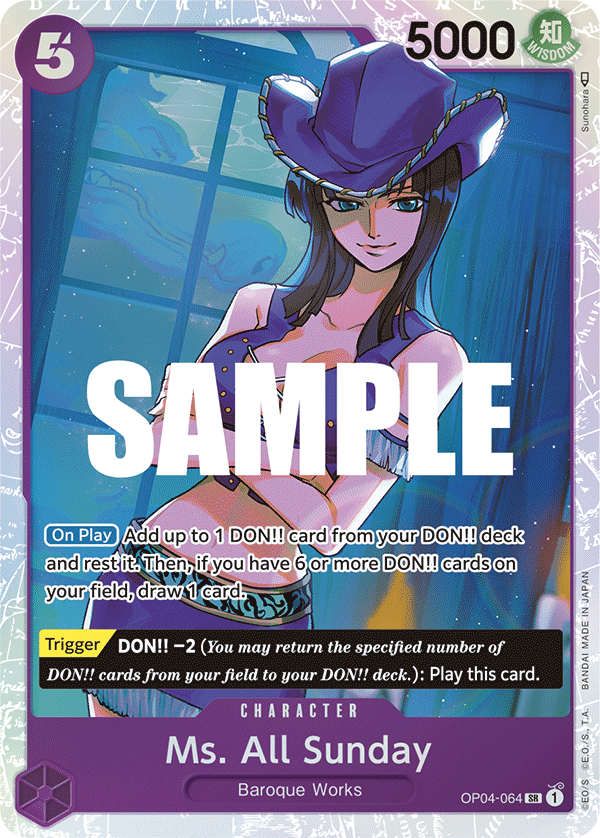 5
5000
知
WISDOM
Sunohara
SAMPLE
On Play Add up to 1 DON!! card from your DON!! deck
and rest it. Then, if you have 6 or more DON!! cards on
your field, draw 1 card.
Trigger DON!! −2 (You may return the specified number of
DON!! cards from your field to your DON!! deck.): Play this card.
CHARACTER
Ms. All Sunday
Baroque Works
OP04-064 SR 1
©E.O/S ©E.O./S., T.A. BANDAI MADE IN JAPAN